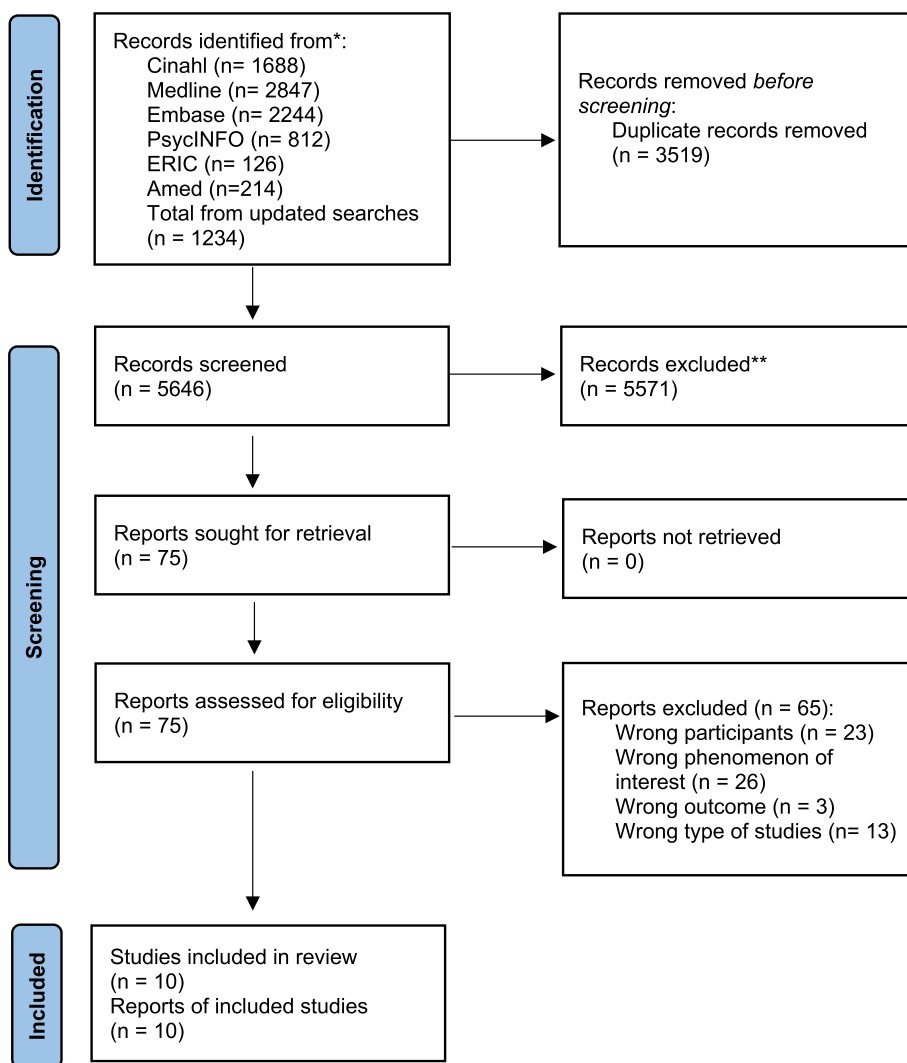 Identification
Records identified from*:
Cinahl (n= 1688)
Medline (n= 2847)
Embase (n= 2244)
PsycINFO (n= 812)
ERIC (n= 126)
Amed (n=214)
Total from updated searches
(n = 1234)
Records removed before
screening:
Duplicate records removed
(n = 3519)
Screening
Records screened
(n = 5646)
Records excluded**
(n = 5571)
Reports sought for retrieval
(n = 75)
Reports not retrieved
(n = 0)
Reports assessed for eligibility
(n = 75)
Reports excluded (n = 65):
Wrong participants (n = 23)
Wrong phenomenon of
interest (n = 26)
Wrong outcome (n = 3)
Wrong type of studies (n= 13)
Included
Studies included in review
(n = 10)
Reports of included studies
(n = 10)